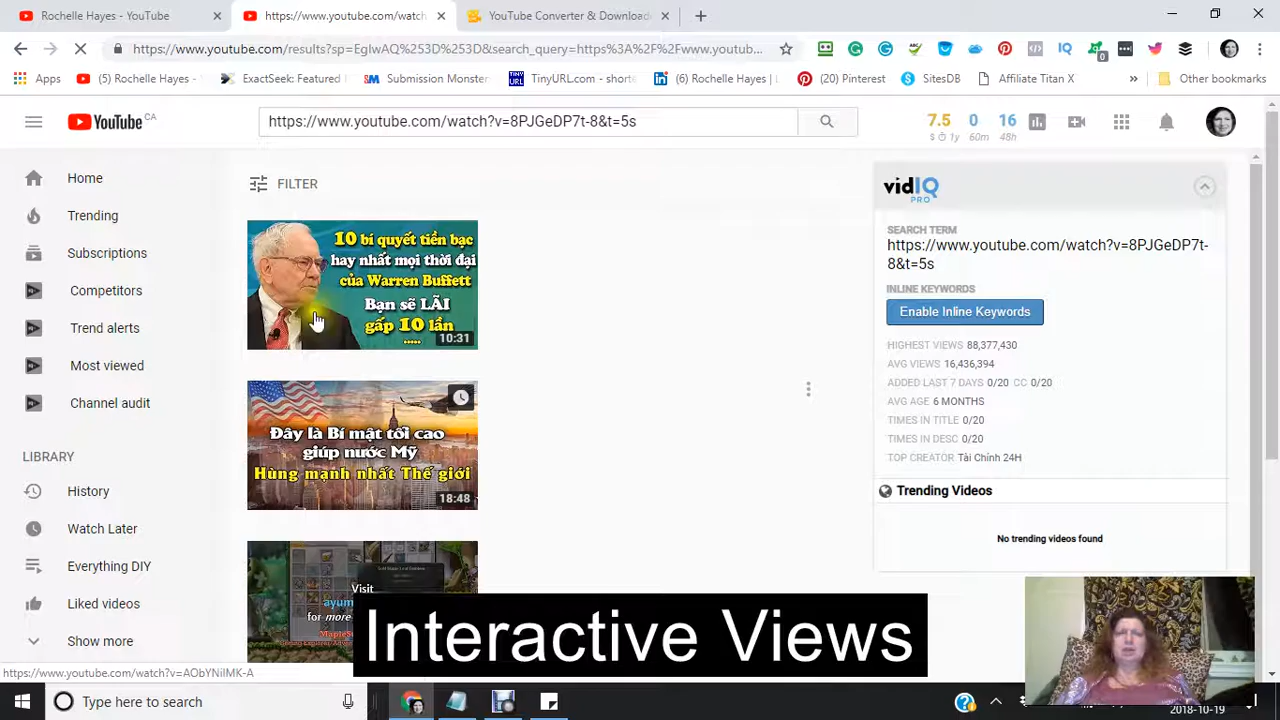 Rochelle Hayes - YouTube
https://www.youtube.com/watch
YouTube Converter & Download
https://www.youtube.com/results?sp=EglwAQ%253D%253D&search_query=https%3A%2F%2Fwww.youtub...
Apps
(5) Rochelle Hayes -
ExactSeek: Featured
Submission Monster
TinyURL.com - shorte
(6) Rochelle Hayes |
(20) Pinterest
SitesDB
Affiliate Titan X
»
Other bookmarks
YouTube CA
https://www.youtube.com/watch?v=8PJGeDP7t-8&t=5s
7.5
$ 1y
0
60m
16
48h
Home
Trending
Subscriptions
Competitors
Trend alerts
Most viewed
Channel audit
LIBRARY
History
Watch Later
Everything DIY
Liked videos
Show more
FILTER
10 bí quyết tiền bạc
hay nhất mọi thời đại
của Warren Buffett
Bạn sẽ LÃI
gấp 10 lần
.....
10:31
Đây là Bí mật tối cao
giúp nước Mỹ
Hùng mạnh nhất Thế giới
18:48
Visit
ayum
for more
MapleS
vidIQ
PRO
SEARCH TERM
https://www.youtube.com/watch?v=8PJGeDP7t-
8&t=5s
INLINE KEYWORDS
Enable Inline Keywords
HIGHEST VIEWS 88,377,430
AVG VIEWS 16,436,394
ADDED LAST 7 DAYS 0/20 CC 0/20
AVG AGE 6 MONTHS
TIMES IN TITLE 0/20
TIMES IN DESC 0/20
TOP CREATOR Tài Chính 24H
Trending Videos
No trending videos found
Interactive Views
https://www.youtube.com/watch?v=AObYNiIMK-A
Type here to search
2018-10-19